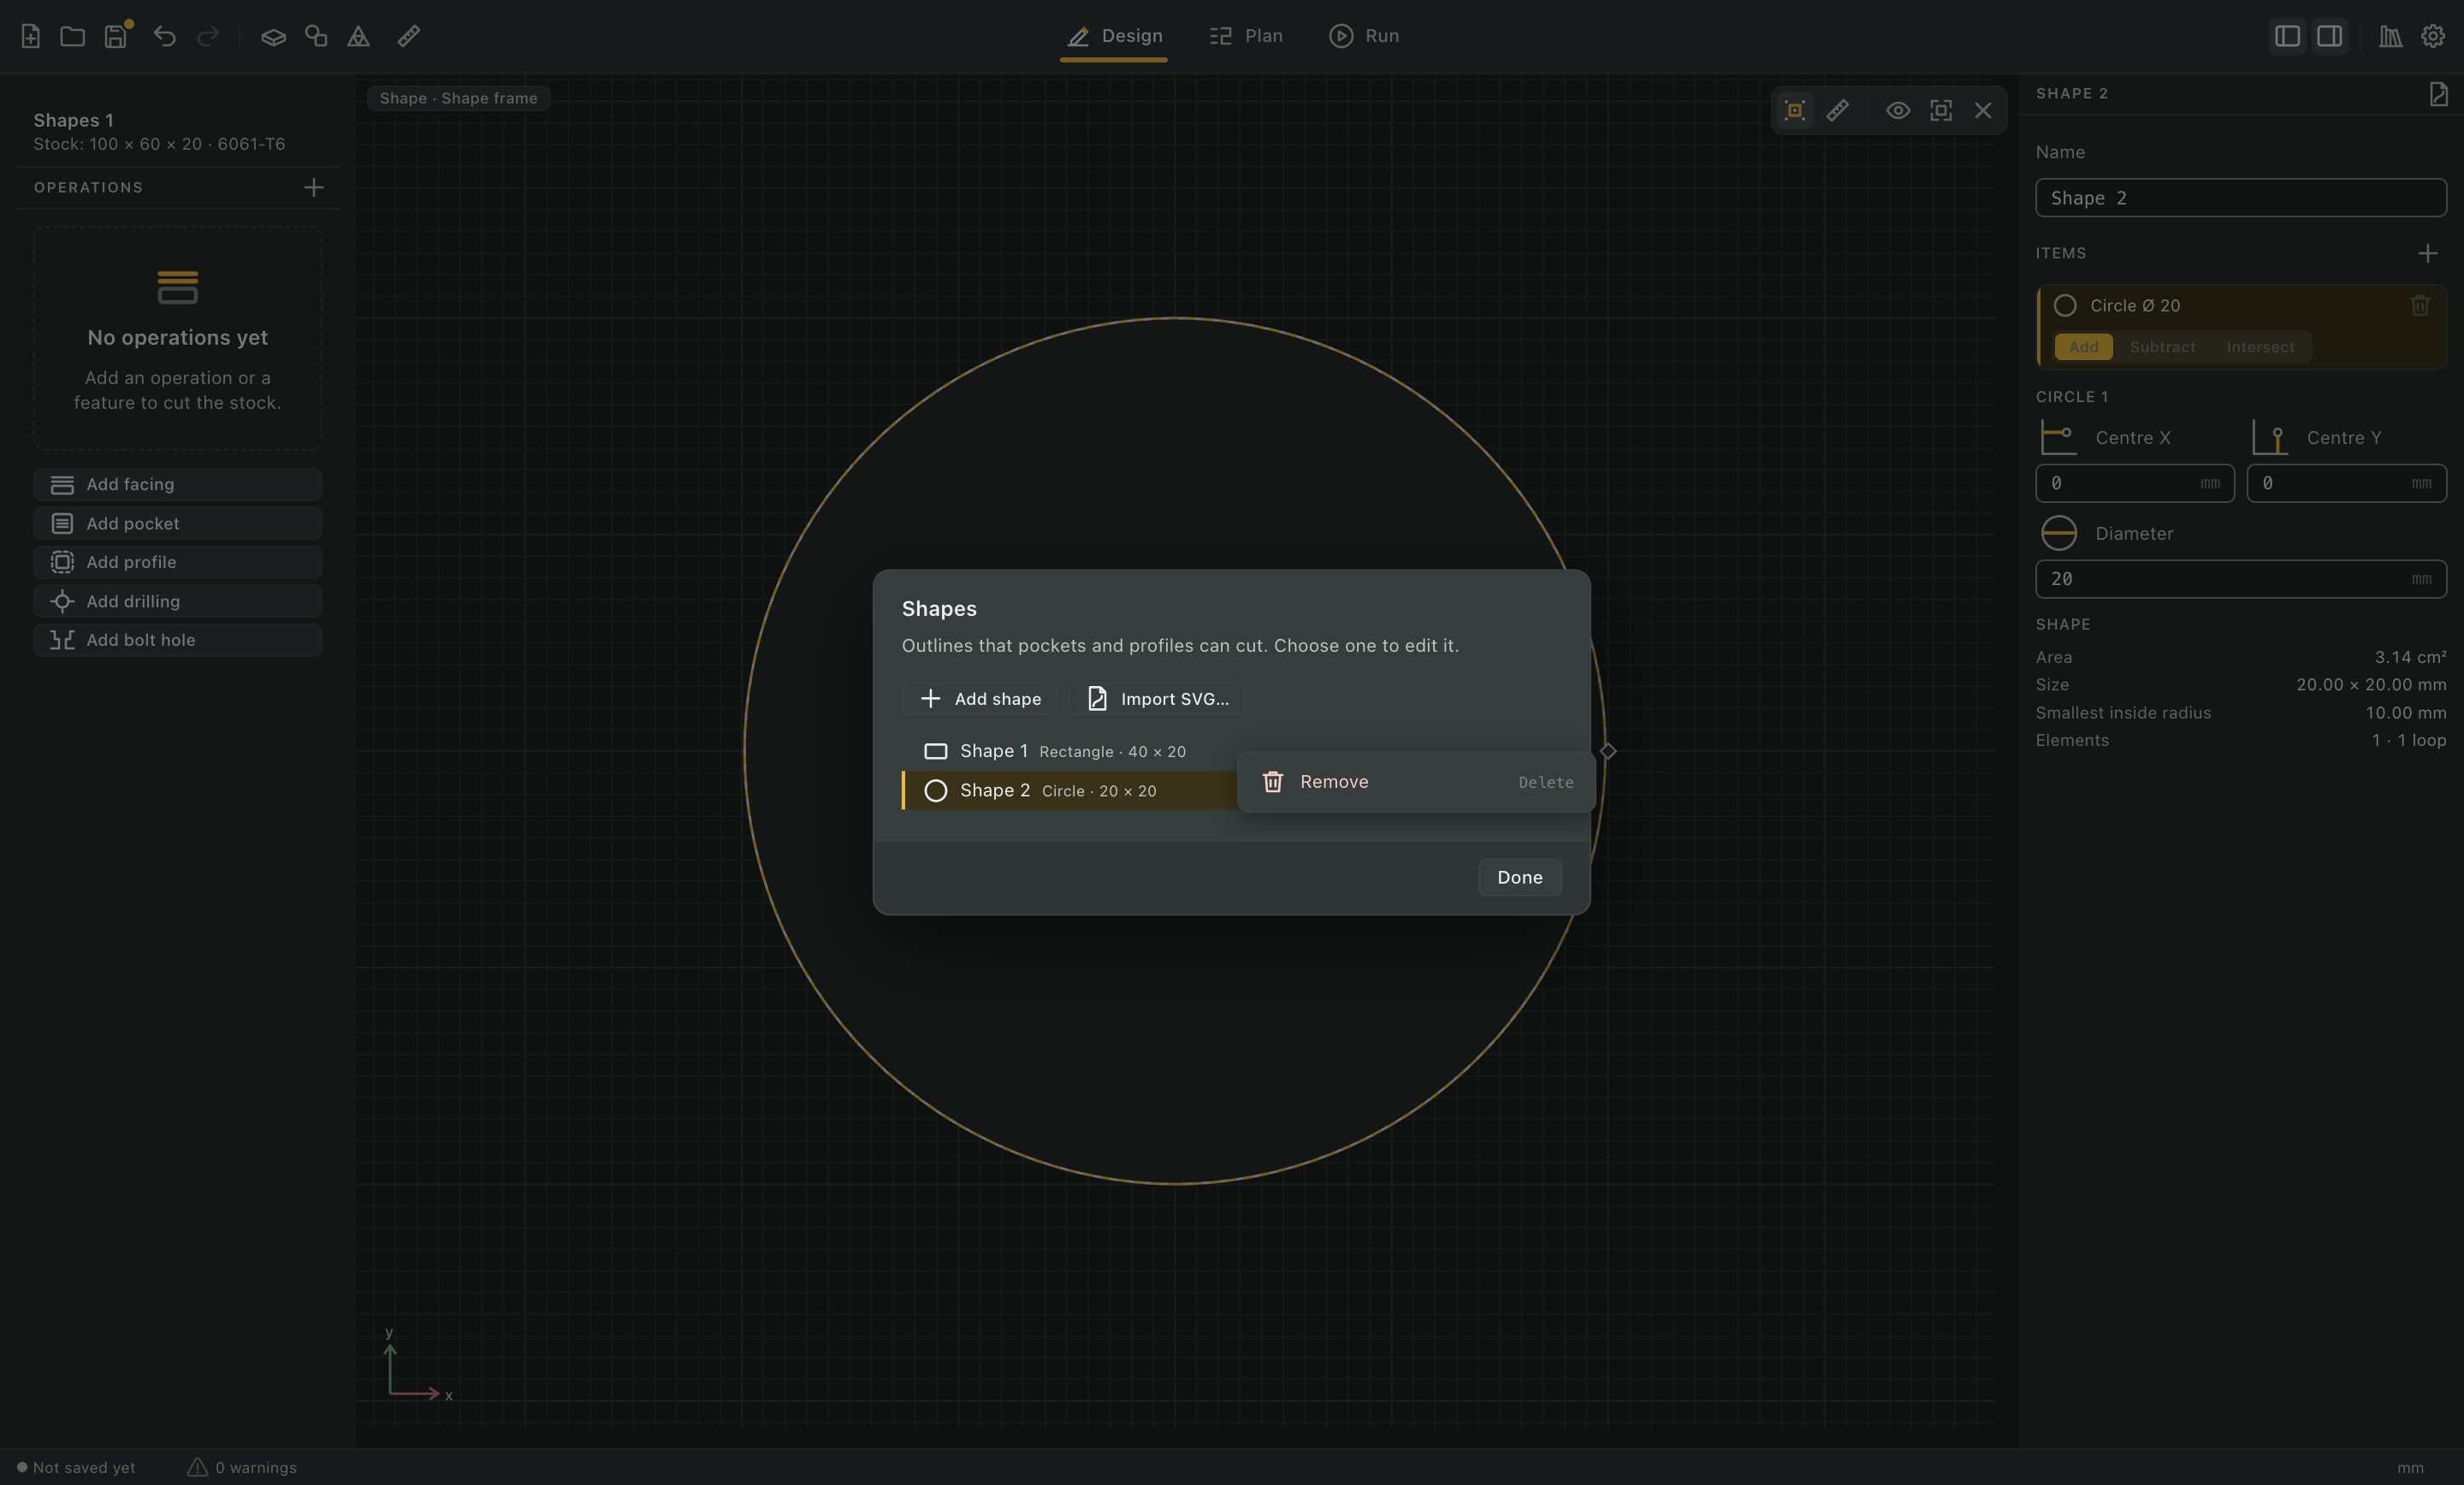 Design
Plan
Run
Shapes 1
Stock: 100 × 60 × 20 · 6061-T6
OPERATIONS
No operations yet
Add an operation or a
feature to cut the stock.
Add facing
Add pocket
Add profile
Add drilling
Add bolt hole
Shape · Shape frame
Shapes
Outlines that pockets and profiles can cut. Choose one to edit it.
Add shape
Import SVG...
Shape 1 Rectangle · 40 × 20
Shape 2 Circle · 20 × 20
Remove Delete
Done
y
x
SHAPE 2
Name
Shape 2
ITEMS
Circle Ø 20
Add Subtract Intersect
CIRCLE 1
Centre X Centre Y
0 mm 0 mm
Diameter
20 mm
SHAPE
Area 3.14 cm²
Size 20.00 × 20.00 mm
Smallest inside radius 10.00 mm
Elements 1 · 1 loop
Not saved yet
0 warnings
mm